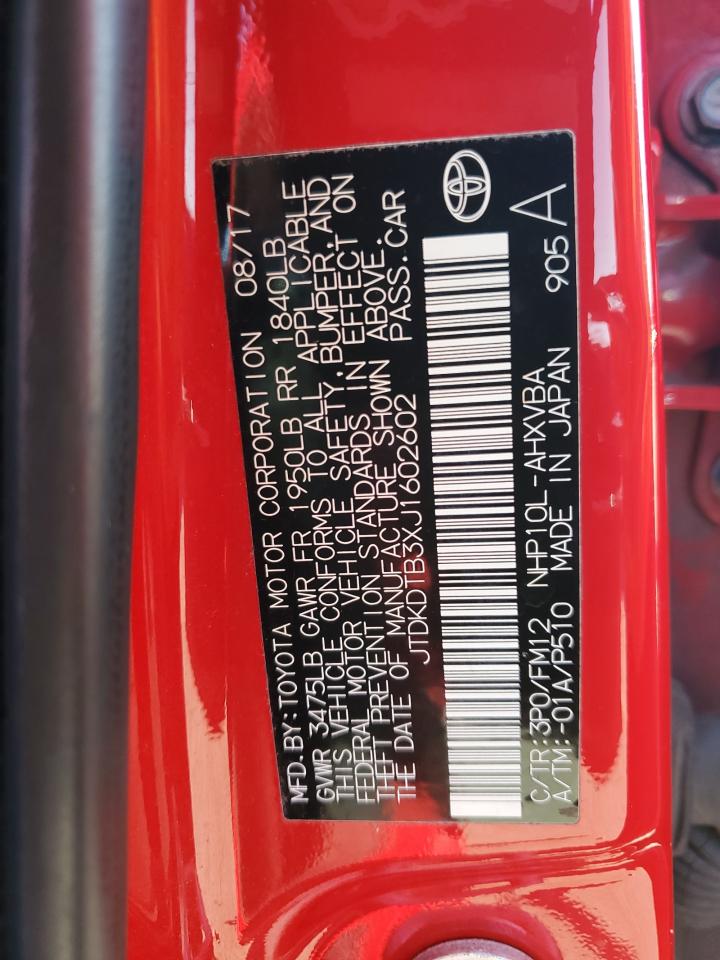 MFD.BY:TOYOTA MOTOR CORPORATION 08/17
GVWR 3475LB GAWR FR 1950LB RR 1840LB
THIS VEHICLE CONFORMS TO ALL APPLICABLE
FEDERAL MOTOR VEHICLE SAFETY,BUMPER,AND
THEFT PREVENTION STANDARDS IN EFFECT ON
THE DATE OF MANUFACTURE SHOWN ABOVE.
JTDKDTB3XJ1602602 PASS.CAR
C/TR:3P0/FM12 NHP10L-AHXVBA 905 A
A/TM:-01A/P510 MADE IN JAPAN